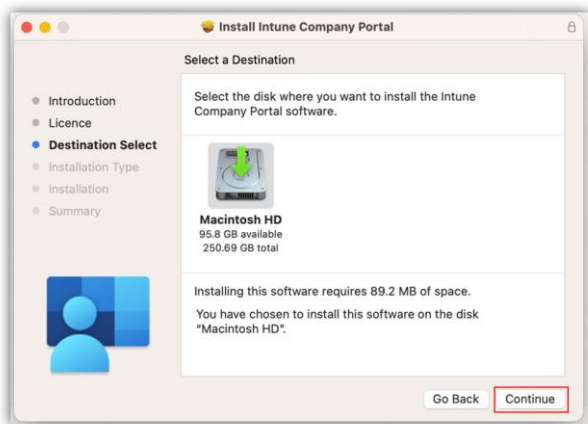 Install Intune Company Portal
Select a Destination
Introduction
Licence
Destination Select
Installation Type
Installation
Summary
Select the disk where you want to install the Intune
Company Portal software.
Macintosh HD
95.8 GB available
250.69 GB total
Installing this software requires 89.2 MB of space.
You have chosen to install this software on the disk
“Macintosh HD”.
Go Back
Continue